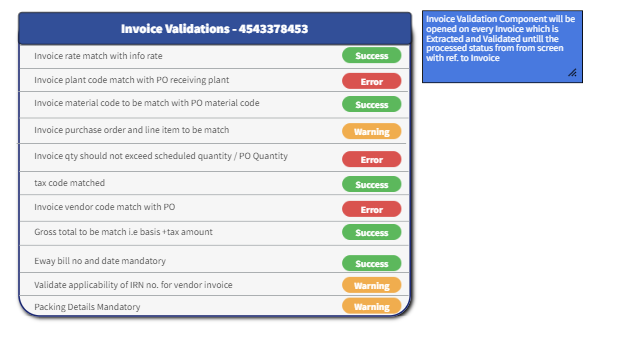 Invoice Validations - 4543378453
Invoice rate match with info rate Success
Invoice plant code match with PO receiving plant Error
Invoice material code to be match with PO material code Success
Invoice purchase order and line item to be match Warning
Invoice qty should not exceed scheduled quantity / PO Quantity Error
tax code matched Success
Invoice vendor code match with PO Error
Gross total to be match i.e basis +tax amount Success
Eway bill no and date mandatory Success
Validate applicability of IRN no. for vendor invoice Warning
Packing Details Mandatory Warning
Invoice Validation Component will be
opened on every Invoice which is
Extracted and Validated untill the
processed status from from screen
with ref. to Invoice